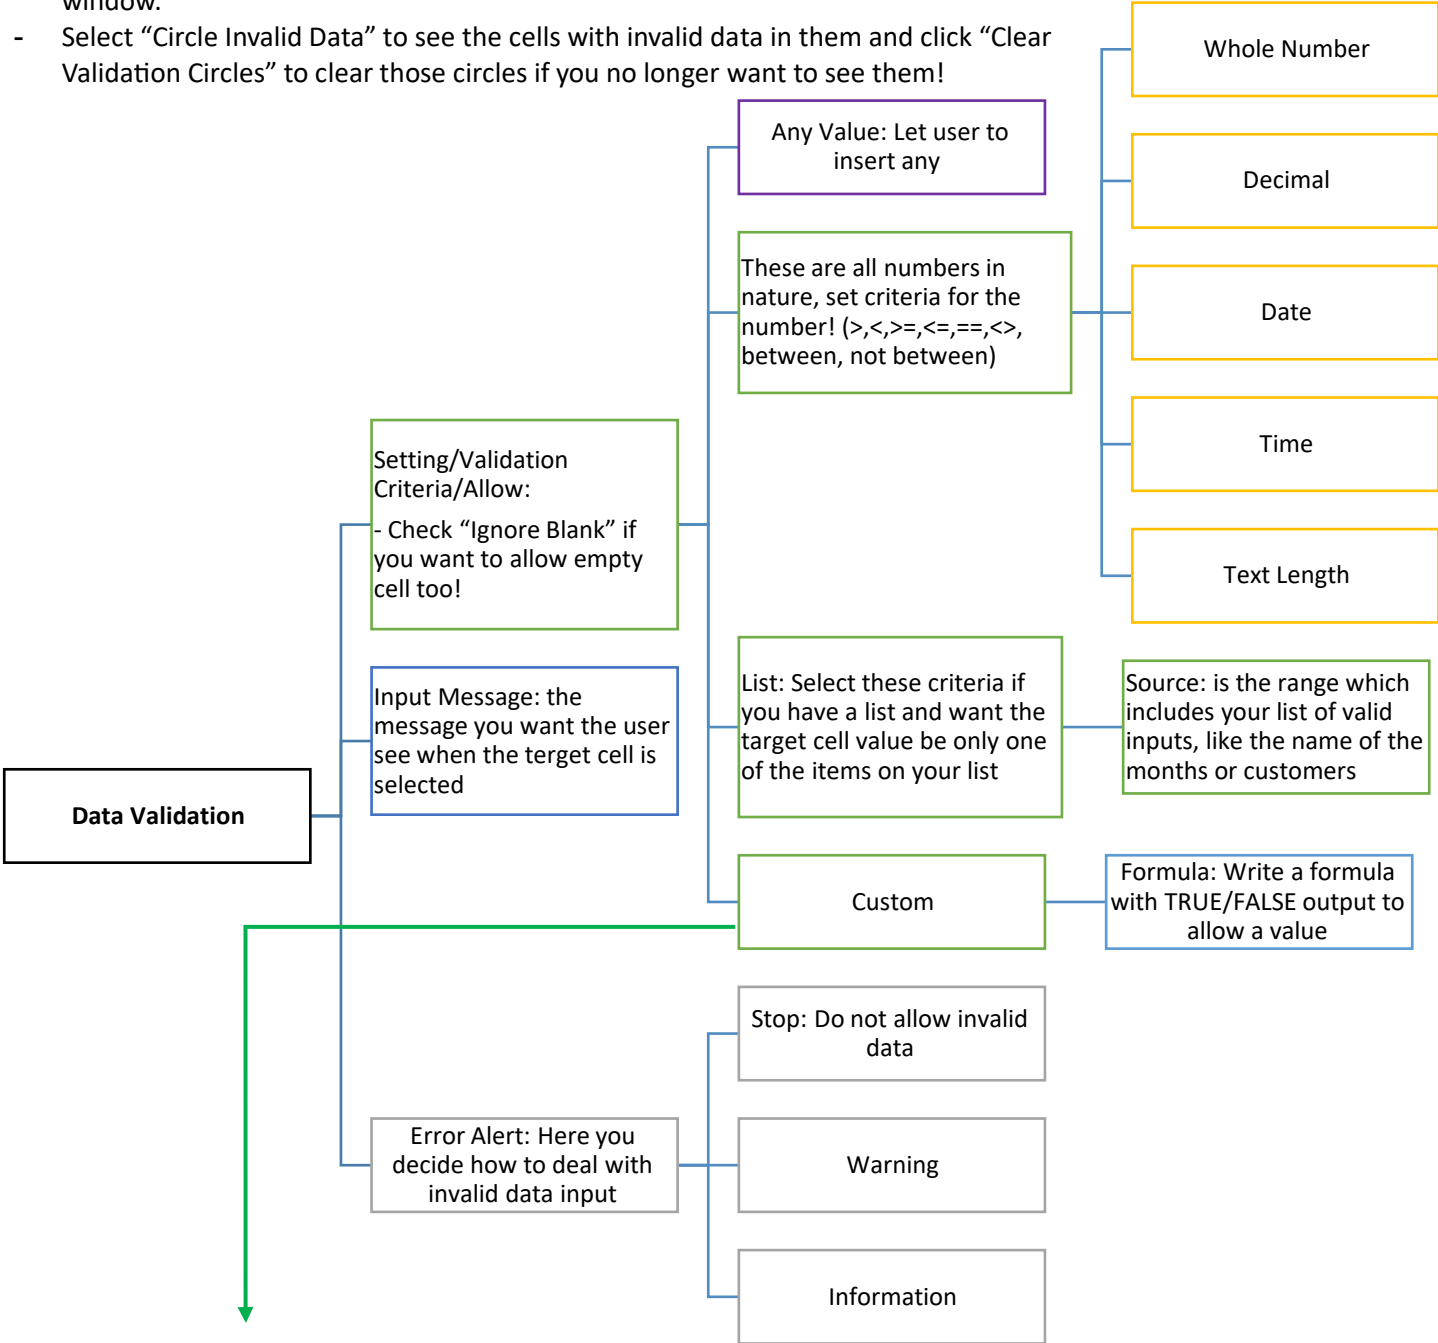 window.
- Select “Circle Invalid Data” to see the cells with invalid data in them and click “Clear
Validation Circles” to clear those circles if you no longer want to see them!
Whole Number
Any Value: Let user to
insert any
Decimal
These are all numbers in
nature, set criteria for the
number! (>,<,>=,<=,==,<>,
between, not between)
Date
Time
Setting/Validation
Criteria/Allow:
- Check “Ignore Blank” if
you want to allow empty
cell too!
Text Length
Input Message: the
message you want the user
see when the terget cell is
selected
List: Select these criteria if
you have a list and want the
target cell value be only one
of the items on your list
Source: is the range which
includes your list of valid
inputs, like the name of the
months or customers
Data Validation
Custom
Formula: Write a formula
with TRUE/FALSE output to
allow a value
Stop: Do not allow invalid
data
Error Alert: Here you
decide how to deal with
invalid data input
Warning
Information